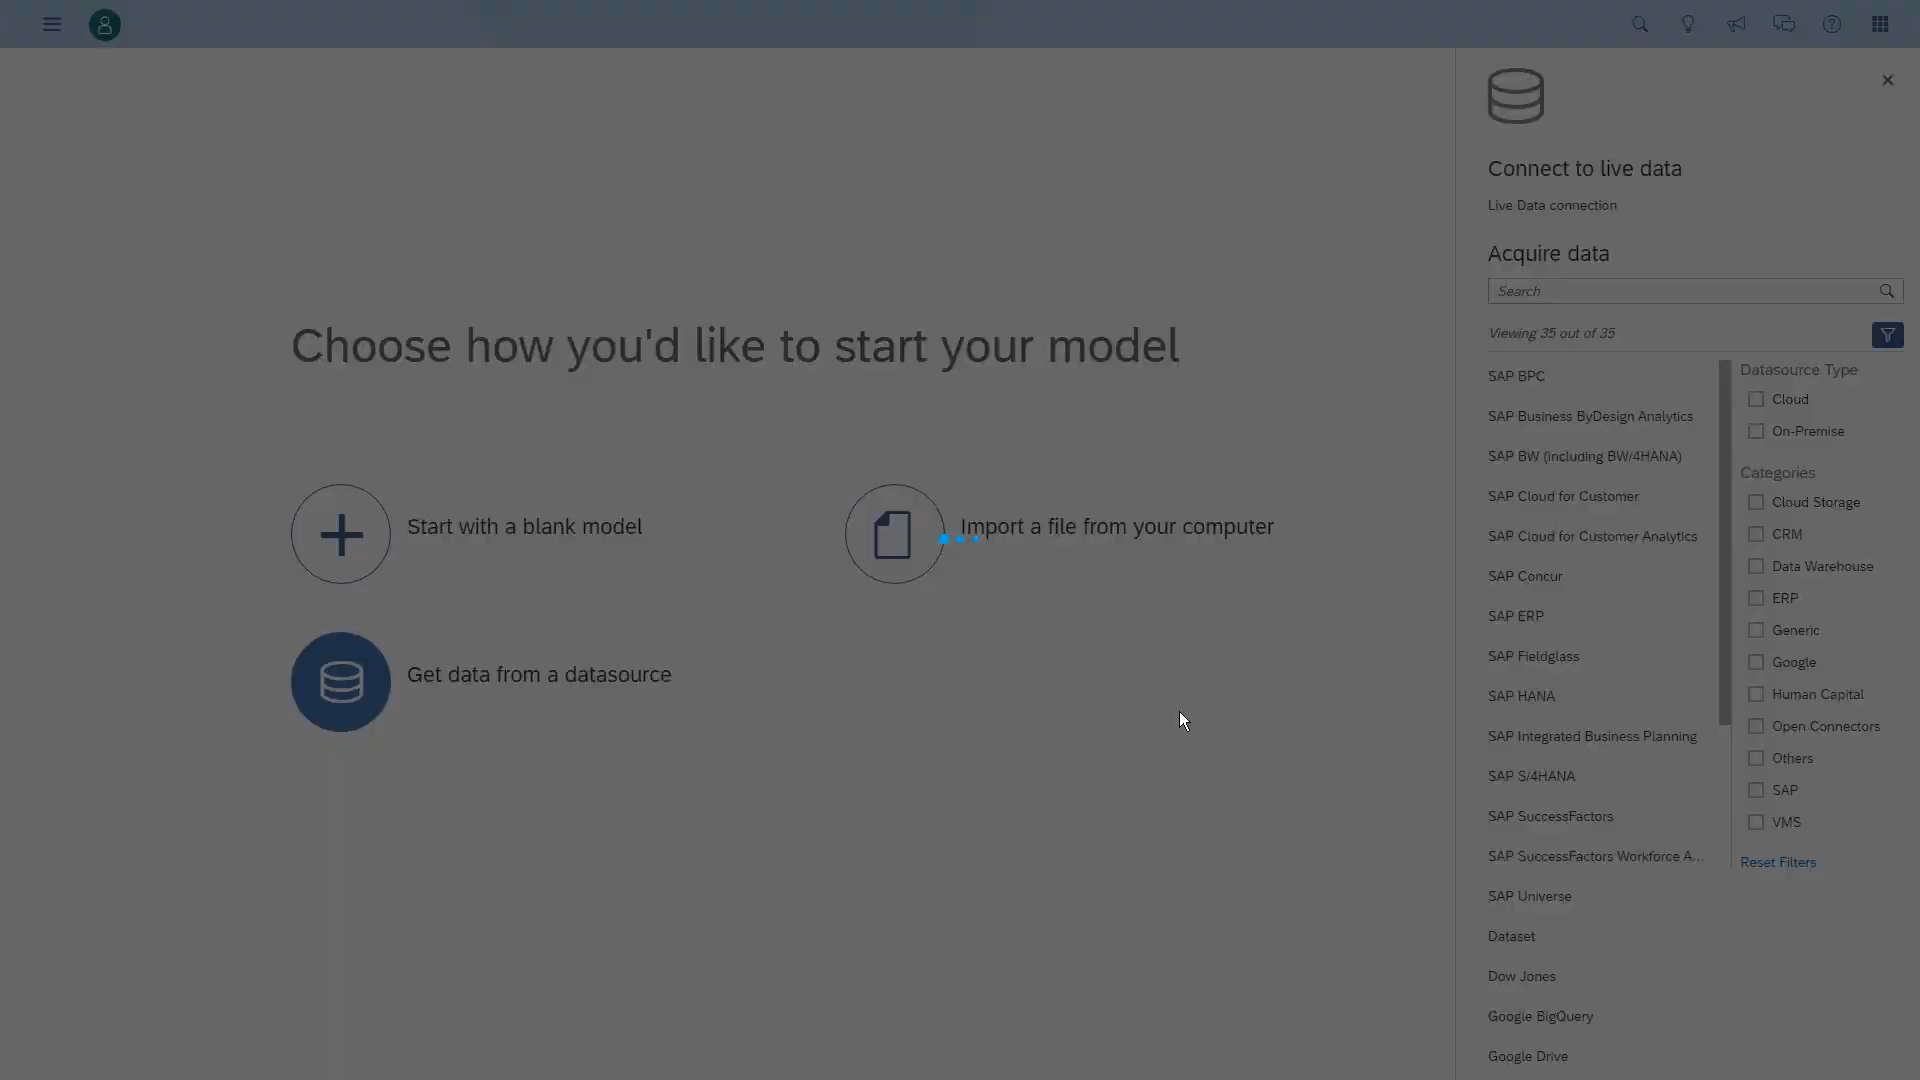 Connect to live data
Live Data connection
Acquire data
Search
Viewing 35 out of 35
Choose how you'd like to start your model
Start with a blank model
Import a file from your computer
Get data from a datasource
SAP BPC
SAP Business ByDesign Analytics
SAP BW (including BW/4HANA)
SAP Cloud for Customer
SAP Cloud for Customer Analytics
SAP Concur
SAP ERP
SAP Fieldglass
SAP HANA
SAP Integrated Business Planning
SAP S/4HANA
SAP SuccessFactors
SAP SuccessFactors Workforce A...
SAP Universe
Dataset
Dow Jones
Google BigQuery
Google Drive
Datasource Type
Cloud
On-Premise
Categories
Cloud Storage
CRM
Data Warehouse
ERP
Generic
Google
Human Capital
Open Connectors
Others
SAP
VMS
Reset Filters